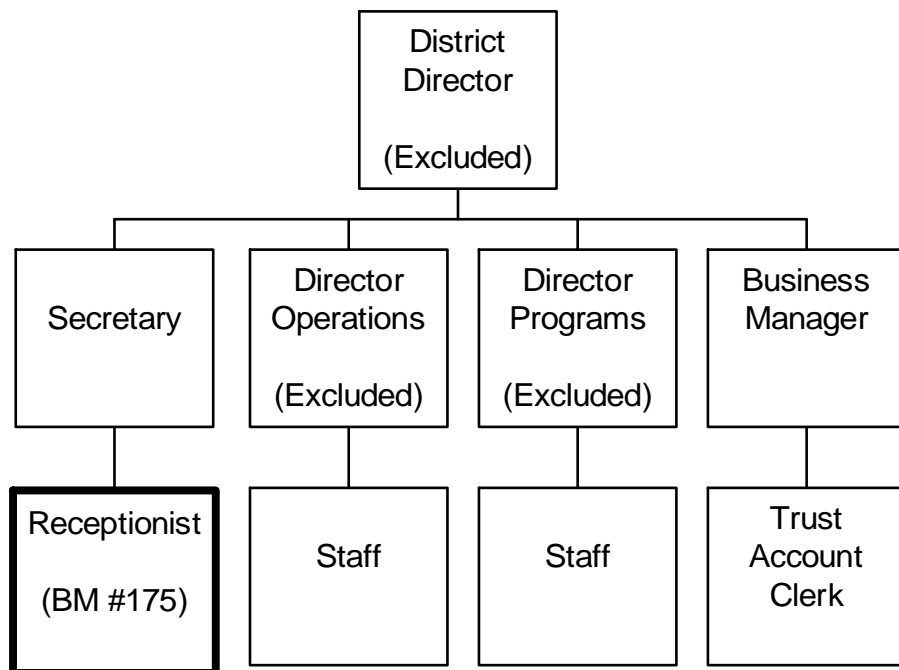 District
Director
(Excluded)
Secretary
Director
Operations
(Excluded)
Director
Programs
(Excluded)
Business
Manager
Receptionist
(BM #175)
Staff
Staff
Trust
Account
Clerk